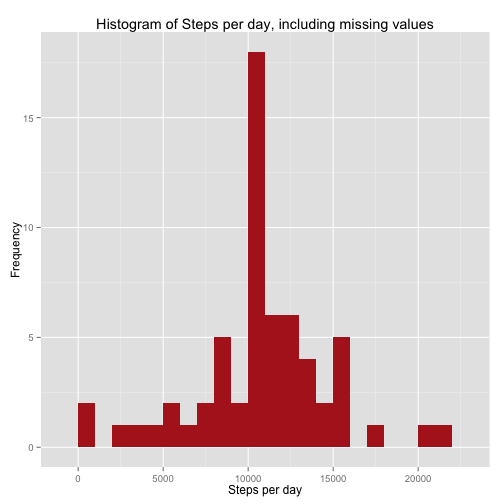 Histogram of Steps per day, including missing values
Frequency
15
10
5
0
0 5000 10000 15000 20000
Steps per day